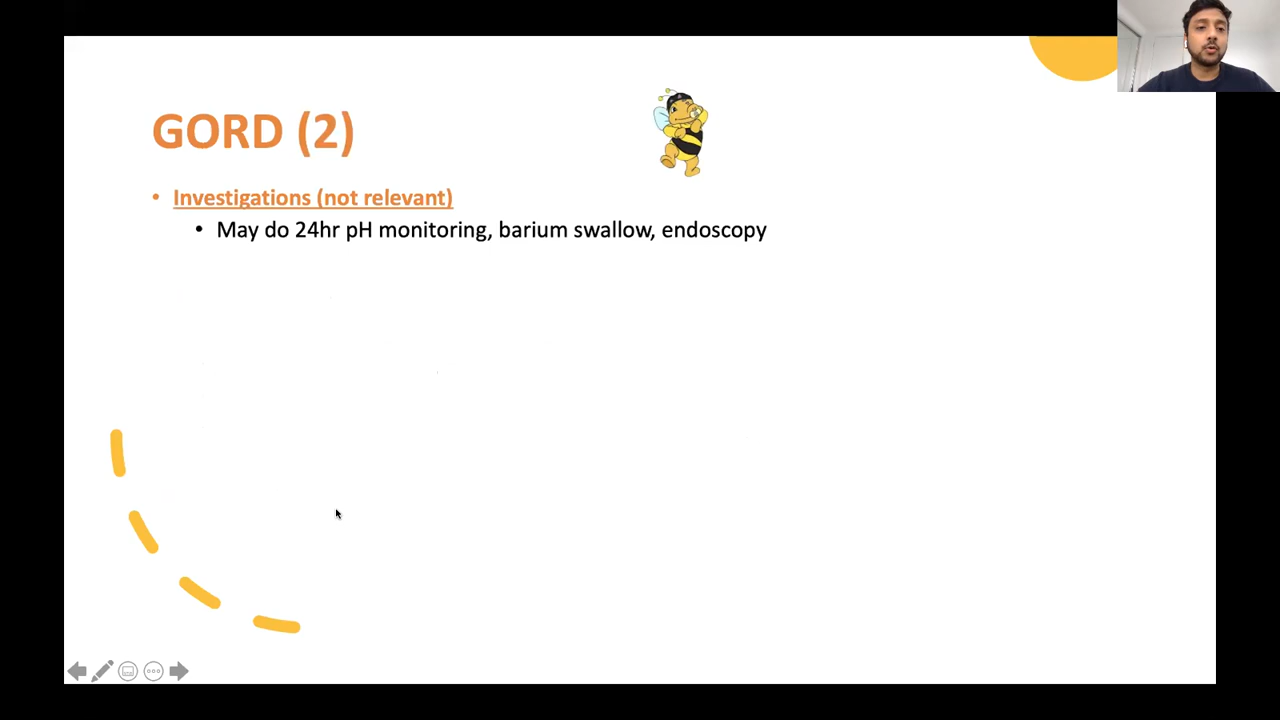 GORD (2)
• Investigations (not relevant)
• May do 24hr pH monitoring, barium swallow, endoscopy